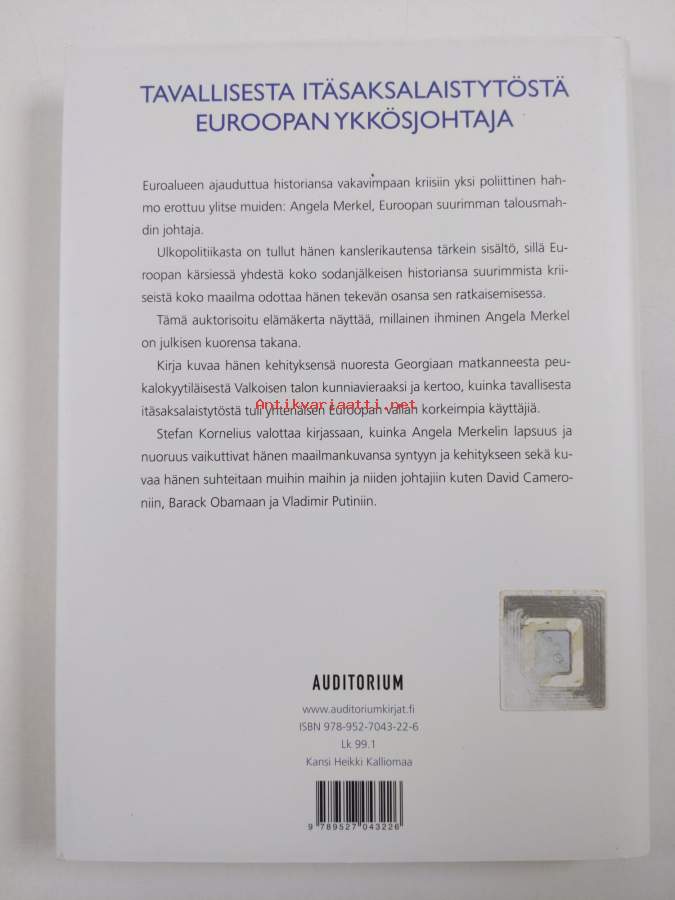 TAVALLISESTA ITÄSAKSALAISTYTÖSTÄ
EUROOPAN YKKÖSJOHTAJA
Euroalueen ajauduttua historiansa vakavimpaan kriisiin yksi poliittinen hah-
mo erottuu ylitse muiden: Angela Merkel, Euroopan suurimman talousmah-
din johtaja.
Ulkopolitiikasta on tullut hänen kanslerikautensa tärkein sisältö, sillä Eu-
roopan kärsiessä yhdestä koko sodanjälkeisen historiansa suurimmista krii-
seistä koko maailma odottaa hänen tekevän osansa sen ratkaisemisessa.
Tämä auktorisoitu elämäkerta näyttää, millainen ihminen Angela Merkel
on julkisen kuorensa takana.
Kirja kuvaa hänen kehityksensä nuoresta Georgiaan matkanneesta peu-
kalokyytiläisestä Valkoisen talon kunniavieraaksi ja kertoo, kuinka tavallisesta
Antikvariaatti.net
itäsaksalaistytöstä tuli yhtenäisen Euroopan vallan korkeimpia käyttäjiä.
Stefan Kornelius valottaa kirjassaan, kuinka Angela Merkelin lapsuus ja
nuoruus vaikuttivat hänen maailmankuvansa syntyyn ja kehitykseen sekä ku-
vaa hänen suhteitaan muihin maihin ja niiden johtajiin kuten David Camero-
niin, Barack Obamaan ja Vladimir Putiniin.
AUDITORIUM
www.auditoriumkirjat.fi
ISBN 978-952-7043-22-6
Lk 99.1
Kansi Heikki Kalliomaa
9 789527 043226